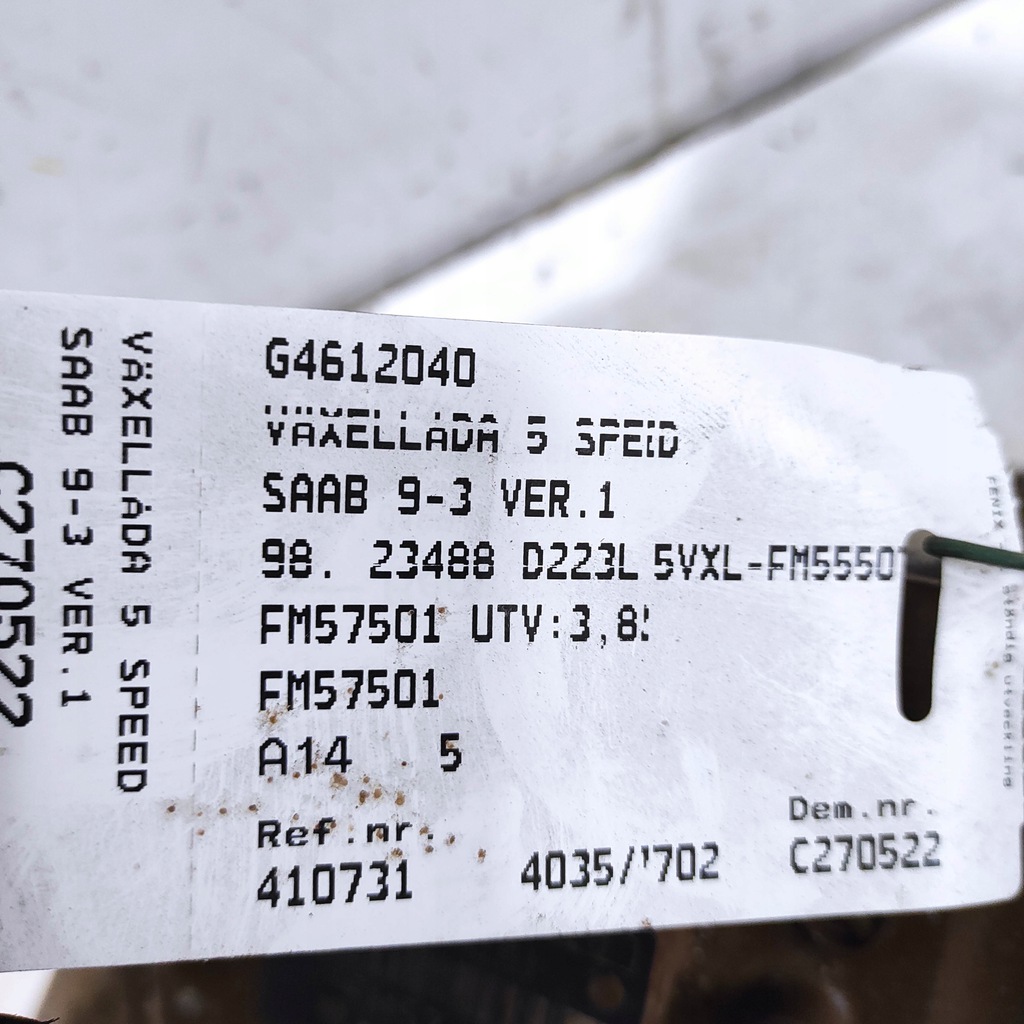 G4612040
VÄXELLÅDA 5 SPEED
SAAB 9-3 VER.1
98. 23488 D223L 5VXL-FM5550
FM57501 UTV:3,8
FM57501
A14 5
Ref.nr.
410731
4035/'702
Dem.nr.
C270522
VÄXELLÅDA 5 SPEED
SAAB 9-3 VER.1
C270522
FENIX